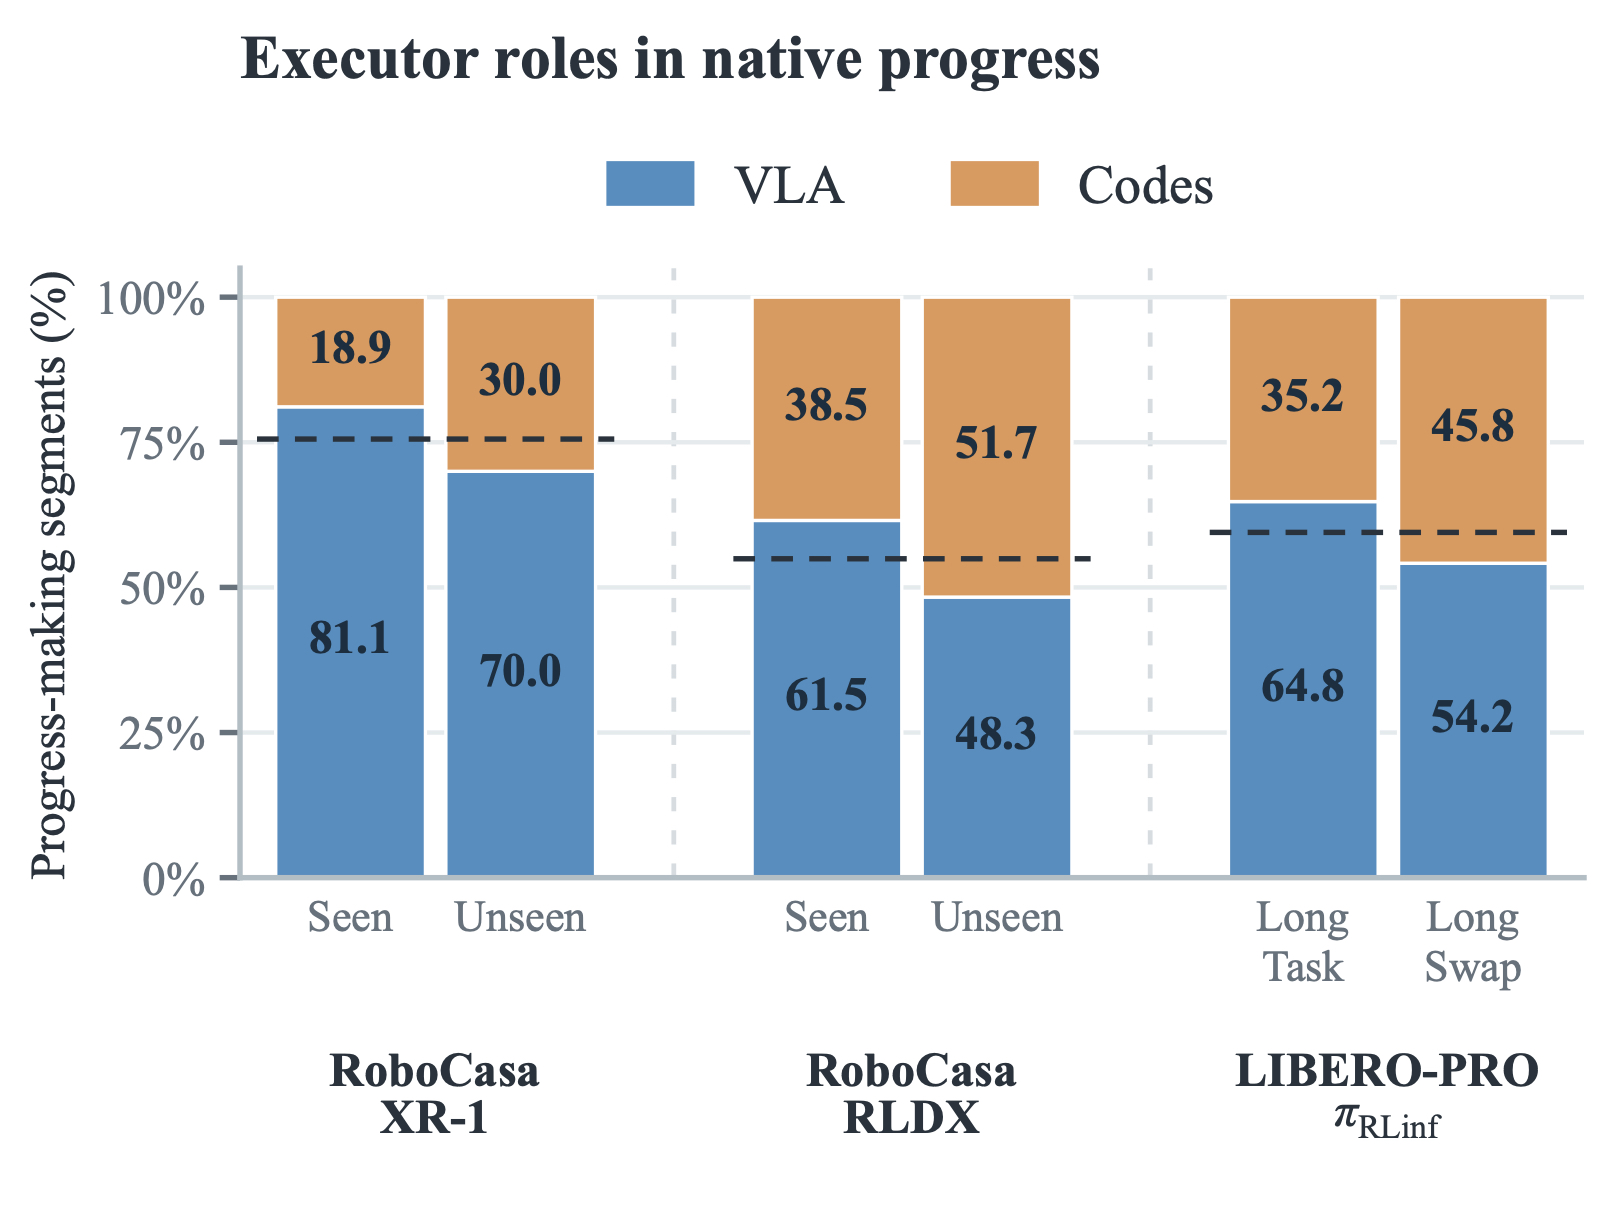 Executor roles in native progress
VLA
Codes
Progress-making segments (%)
100%
75%
50%
25%
0%
18.9
30.0
38.5
51.7
35.2
45.8
81.1
70.0
61.5
48.3
64.8
54.2
Seen
Unseen
Seen
Unseen
Long
Task
Long
Swap
RoboCasa
XR-1
RoboCasa
RLDX
LIBERO-PRO
π_RLinf